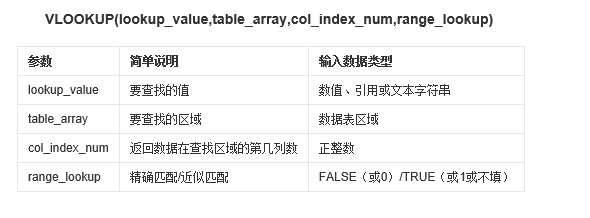 VLOOKUP(lookup_value,table_array,col_index_num,range_lookup)
参数 简单说明 输入数据类型
lookup_value 要查找的值 数值、引用或文本字符串
table_array 要查找的区域 数据表区域
col_index_num 返回数据在查找区域的第几列数 正整数
range_lookup 精确匹配/近似匹配 FALSE（或0）/TRUE（或1或不填）